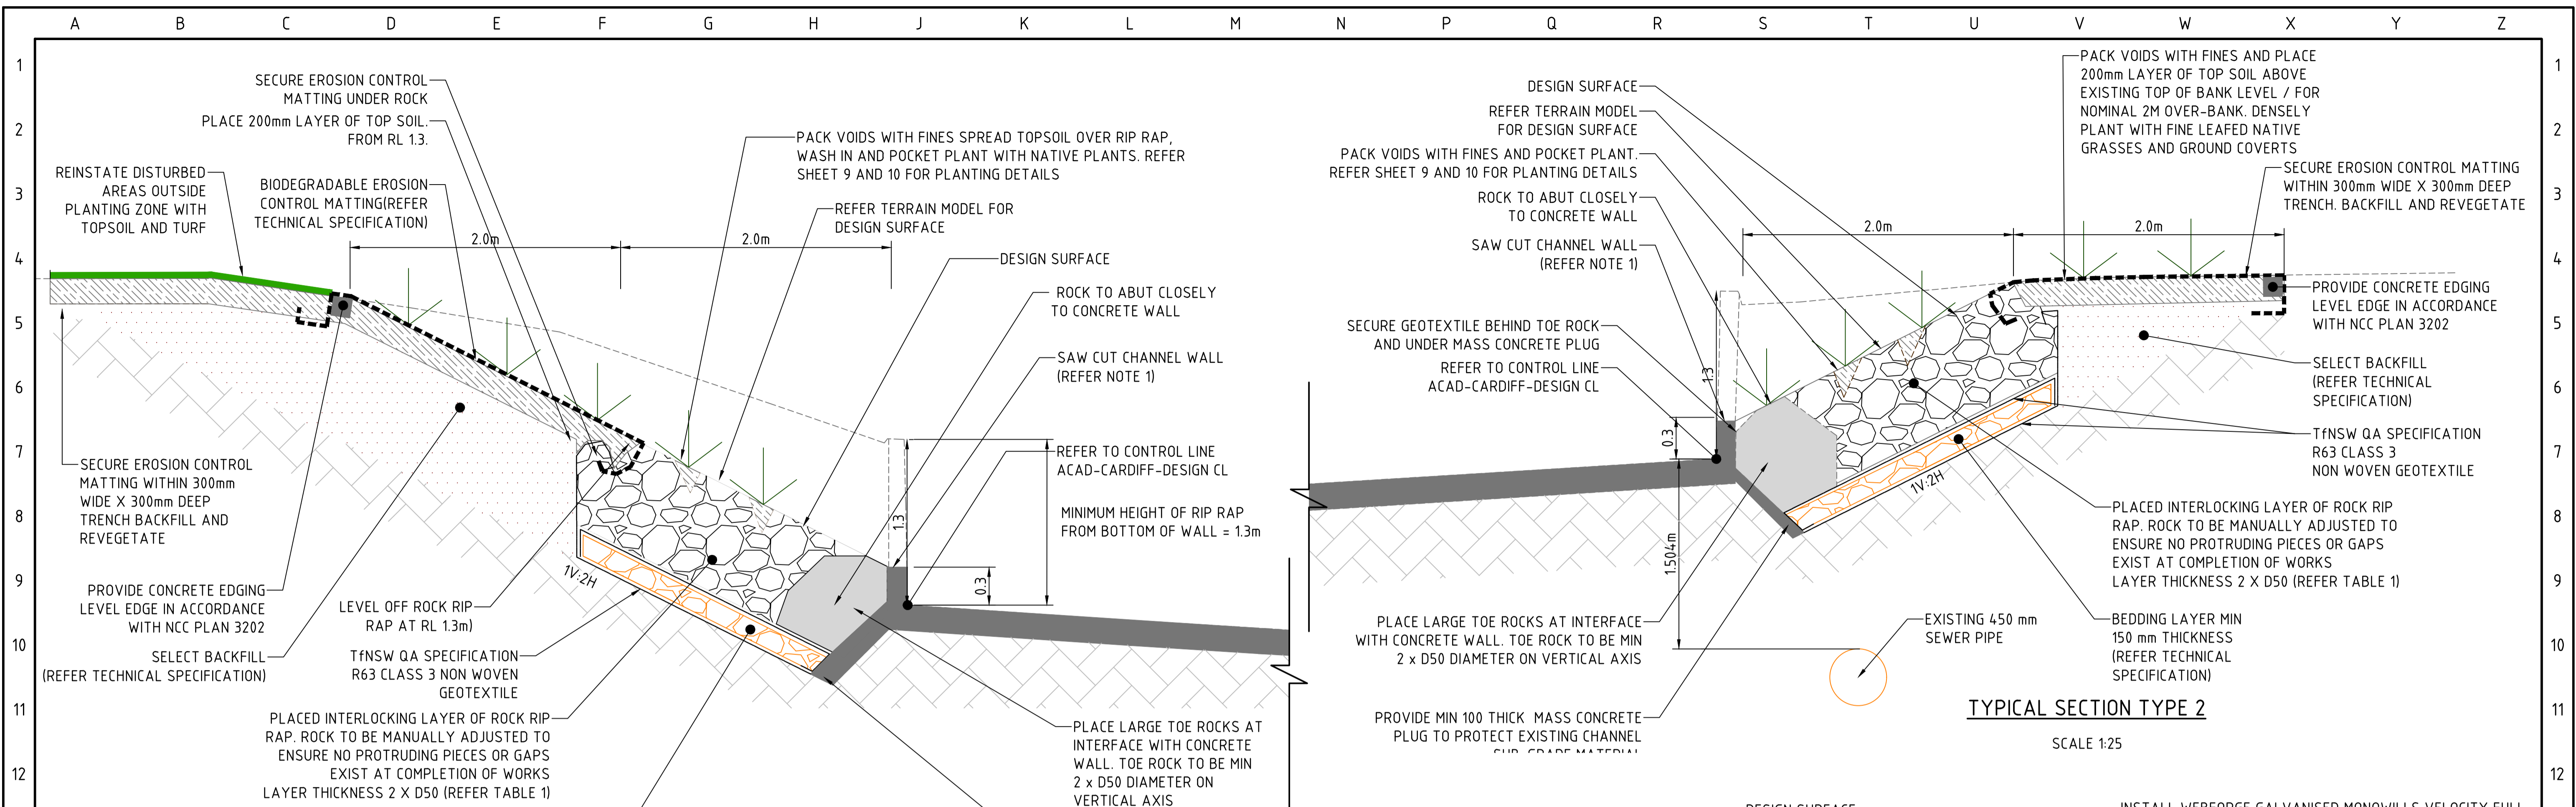 A B C D E F G H J K L M N P Q R S T U V W X Y Z
1
2
3
4
5
6
7
8
9
10
11
12
SECURE EROSION CONTROL
MATTING UNDER ROCK
PLACE 200mm LAYER OF TOP SOIL.
FROM RL 1.3.
REINSTATE DISTURBED
AREAS OUTSIDE
PLANTING ZONE WITH
TOPSOIL AND TURF
BIODEGRADABLE EROSION
CONTROL MATTING(REFER
TECHNICAL SPECIFICATION)
PACK VOIDS WITH FINES SPREAD TOPSOIL OVER RIP RAP,
WASH IN AND POCKET PLANT WITH NATIVE PLANTS. REFER
SHEET 9 AND 10 FOR PLANTING DETAILS
REFER TERRAIN MODEL FOR
DESIGN SURFACE
2.0m
2.0m
DESIGN SURFACE
ROCK TO ABUT CLOSELY
TO CONCRETE WALL
SAW CUT CHANNEL WALL
(REFER NOTE 1)
REFER TO CONTROL LINE
ACAD-CARDIFF-DESIGN CL
MINIMUM HEIGHT OF RIP RAP
FROM BOTTOM OF WALL = 1.3m
1.3
0.3
1V:2H
SECURE EROSION CONTROL
MATTING WITHIN 300mm
WIDE X 300mm DEEP
TRENCH BACKFILL AND
REVEGETATE
PROVIDE CONCRETE EDGING
LEVEL EDGE IN ACCORDANCE
WITH NCC PLAN 3202
SELECT BACKFILL
(REFER TECHNICAL SPECIFICATION)
LEVEL OFF ROCK RIP
RAP AT RL 1.3m)
TfNSW QA SPECIFICATION
R63 CLASS 3 NON WOVEN
GEOTEXTILE
PLACED INTERLOCKING LAYER OF ROCK RIP
RAP. ROCK TO BE MANUALLY ADJUSTED TO
ENSURE NO PROTRUDING PIECES OR GAPS
EXIST AT COMPLETION OF WORKS
LAYER THICKNESS 2 X D50 (REFER TABLE 1)
PLACE LARGE TOE ROCKS AT
INTERFACE WITH CONCRETE
WALL. TOE ROCK TO BE MIN
2 x D50 DIAMETER ON
VERTICAL AXIS
DESIGN SURFACE
REFER TERRAIN MODEL
FOR DESIGN SURFACE
PACK VOIDS WITH FINES AND POCKET PLANT.
REFER SHEET 9 AND 10 FOR PLANTING DETAILS
ROCK TO ABUT CLOSELY
TO CONCRETE WALL
SAW CUT CHANNEL WALL
(REFER NOTE 1)
SECURE GEOTEXTILE BEHIND TOE ROCK
AND UNDER MASS CONCRETE PLUG
REFER TO CONTROL LINE
ACAD-CARDIFF-DESIGN CL
1.3
0.3
1.504m
2.0m
2.0m
1V:2H
PACK VOIDS WITH FINES AND PLACE
200mm LAYER OF TOP SOIL ABOVE
EXISTING TOP OF BANK LEVEL / FOR
NOMINAL 2M OVER-BANK. DENSELY
PLANT WITH FINE LEAFED NATIVE
GRASSES AND GROUND COVERTS
SECURE EROSION CONTROL MATTING
WITHIN 300mm WIDE X 300mm DEEP
TRENCH. BACKFILL AND REVEGETATE
PROVIDE CONCRETE EDGING
LEVEL EDGE IN ACCORDANCE
WITH NCC PLAN 3202
SELECT BACKFILL
(REFER TECHNICAL
SPECIFICATION)
TfNSW QA SPECIFICATION
R63 CLASS 3
NON WOVEN GEOTEXTILE
PLACED INTERLOCKING LAYER OF ROCK RIP
RAP. ROCK TO BE MANUALLY ADJUSTED TO
ENSURE NO PROTRUDING PIECES OR GAPS
EXIST AT COMPLETION OF WORKS
LAYER THICKNESS 2 X D50 (REFER TABLE 1)
BEDDING LAYER MIN
150 mm THICKNESS
(REFER TECHNICAL
SPECIFICATION)
EXISTING 450 mm
SEWER PIPE
PLACE LARGE TOE ROCKS AT INTERFACE
WITH CONCRETE WALL. TOE ROCK TO BE MIN
2 x D50 DIAMETER ON VERTICAL AXIS
PROVIDE MIN 100 THICK MASS CONCRETE
PLUG TO PROTECT EXISTING CHANNEL
SUB-GRADE MATERIAL
TYPICAL SECTION TYPE 2
SCALE 1:25
DESIGN SURFACE
INSTALL WEBFORGE GALVANISED MONOWILLS VELOCITY FULL
1
2
3
4
5
6
7
8
9
10
11
12